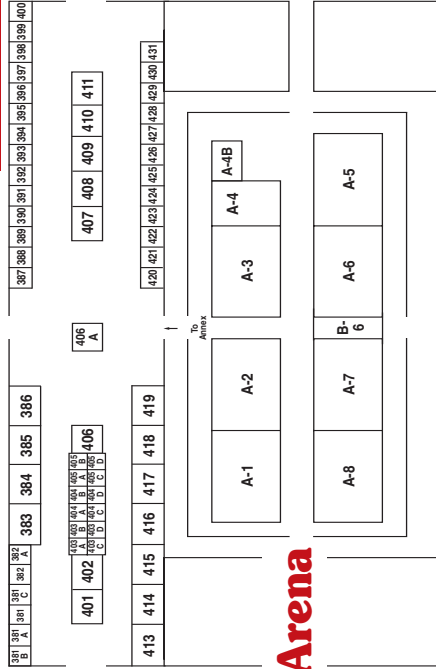 400
399
398
397
396
395
394
393
392
391
390
389
388
387
386
385
384
383
382
A
382
381
C
381
381
A
381
B
411
410
409
408
407
406
A
406
405
B
405
D
405
A
405
C
404
B
404
D
404
A
404
C
403
B
403
D
403
A
403
C
402
401
431
430
429
428
427
426
425
424
423
422
421
420
419
418
417
416
415
414
413
To
Annex
A-4B
A-4
A-3
A-2
A-1
A-5
A-6
B-
6
A-7
A-8
Arena